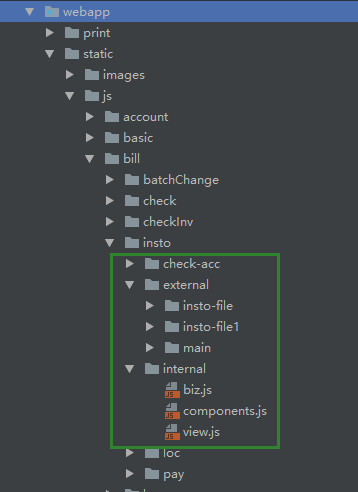 webapp
print
static
images
js
account
basic
bill
batchChange
check
checkInv
insto
check-acc
external
insto-file
insto-file1
main
internal
biz.js
components.js
view.js
loc
pay